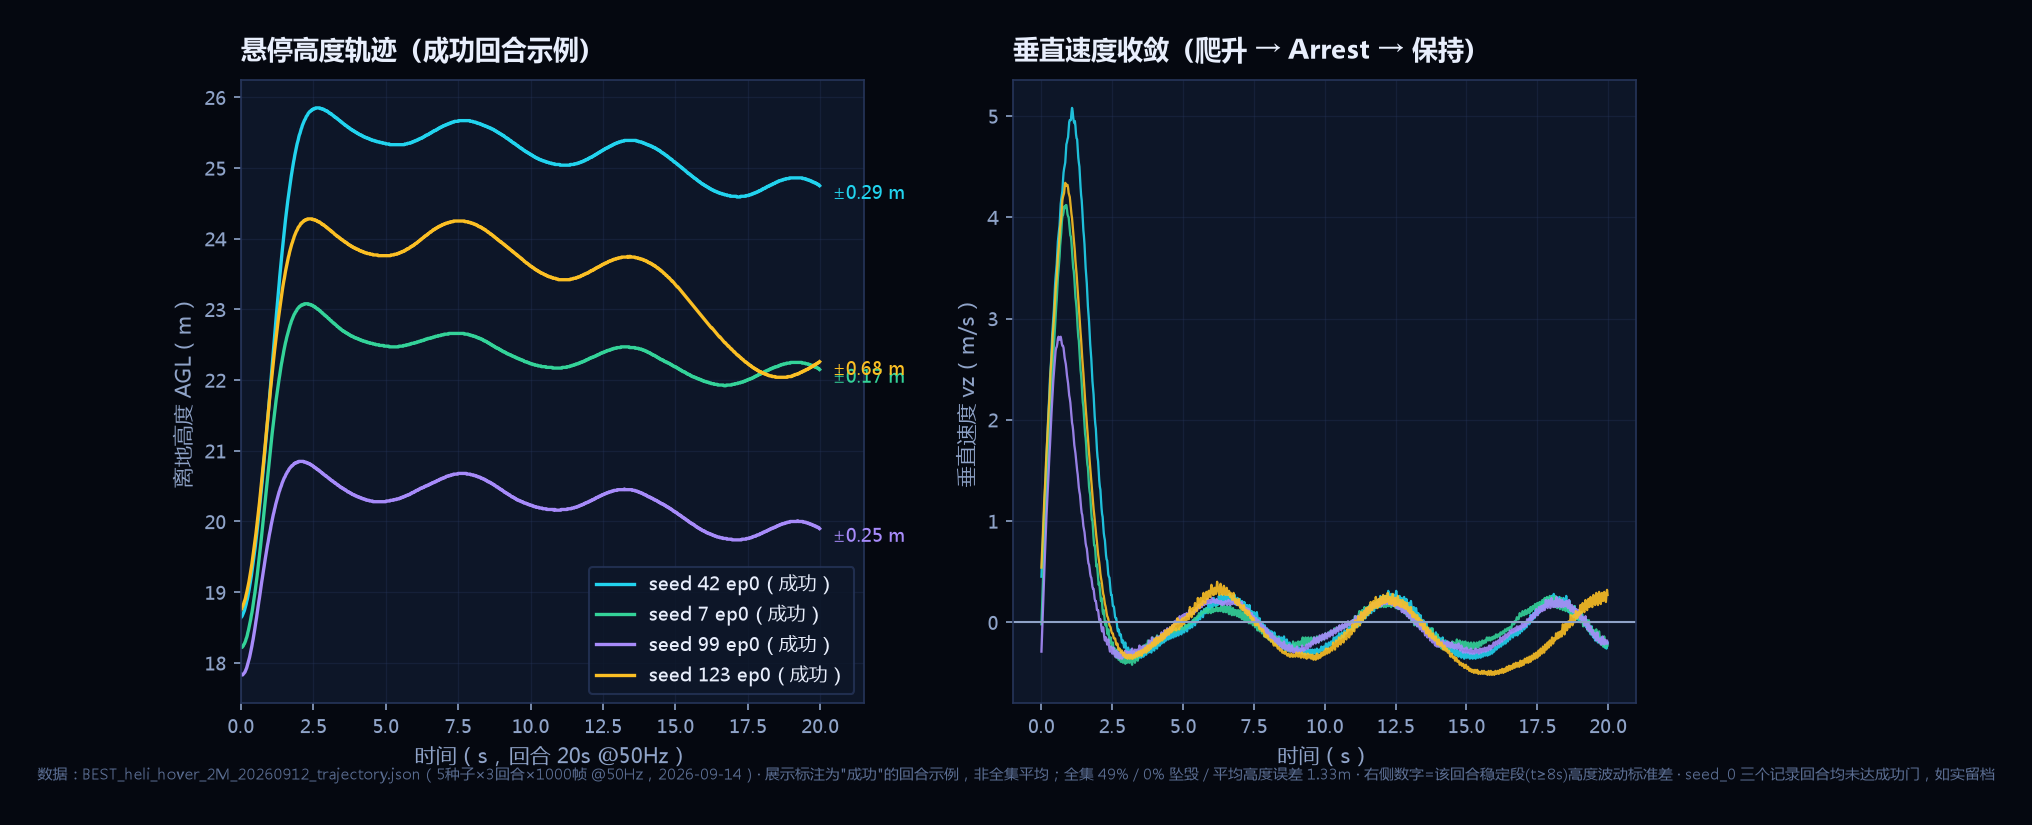 悬停高度轨迹（成功回合示例）
26
25
24
23
22
21
20
19
18
离地高度 AGL ( m )
±0.29 m
±0.68 m
±0.17 m
±0.25 m
seed 42 ep0 ( 成功 )
seed 7 ep0 ( 成功 )
seed 99 ep0 ( 成功 )
seed 123 ep0 ( 成功 )
0.0 2.5 5.0 7.5 10.0 12.5 15.0 17.5 20.0
时间 ( s , 回合 20s @50Hz )
垂直速度收敛（爬升 → Arrest → 保持）
5
4
3
2
1
0
垂直速度 vz ( m/s )
0.0 2.5 5.0 7.5 10.0 12.5 15.0 17.5 20.0
时间 ( s )
数据 : BEST_heli_hover_2M_20260912_trajectory.json ( 5种子×3回合×1000帧 @50Hz , 2026-09-14 ) · 展示标注为"成功"的回合示例 , 非全集平均 ; 全集 49% / 0% 坠毁 / 平均高度误差 1.33m · 右侧数字=该回合稳定段(t≥8s)高度波动标准差 · seed_0 三个记录回合均未达成功门 , 如实留档